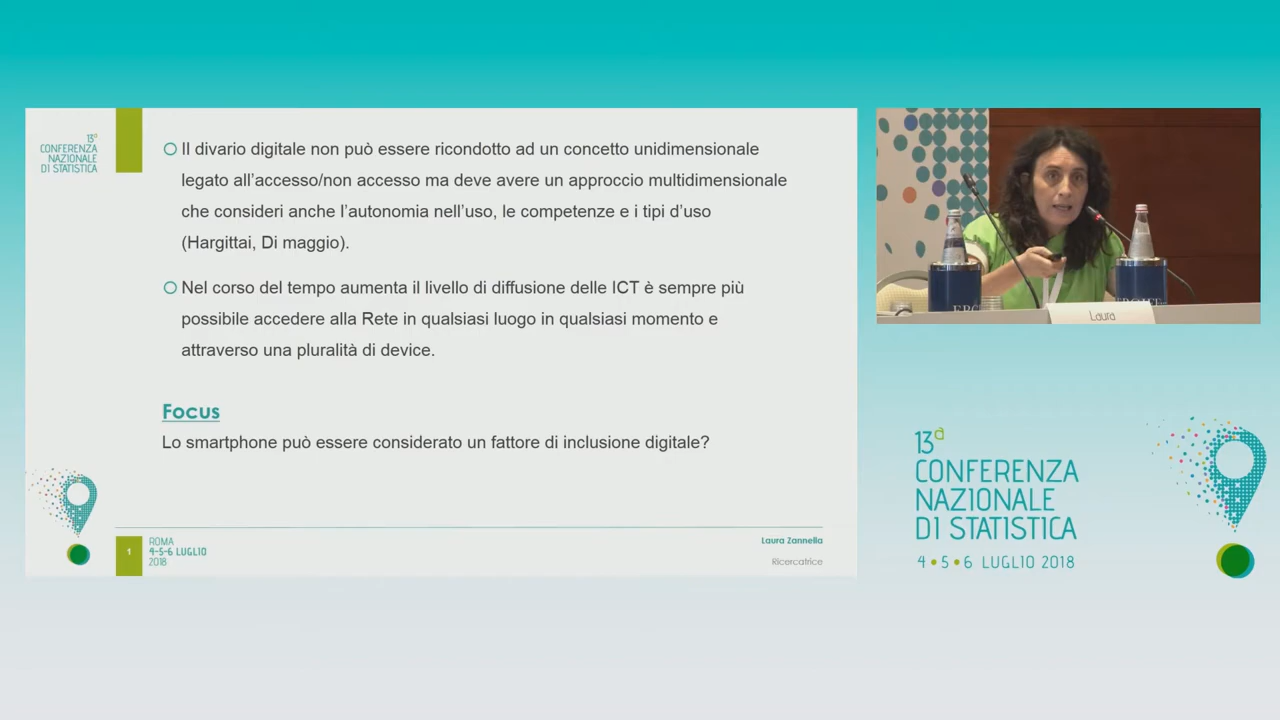 13ª
CONFERENZA
NAZIONALE
DI STATISTICA
Il divario digitale non può essere ricondotto ad un concetto unidimensionale
legato all'accesso/non accesso ma deve avere un approccio multidimensionale
che consideri anche l'autonomia nell'uso, le competenze e i tipi d'uso
(Hargittai, Di maggio).
Nel corso del tempo aumenta il livello di diffusione delle ICT è sempre più
possibile accedere alla Rete in qualsiasi luogo in qualsiasi momento e
attraverso una pluralità di device.
Focus
Lo smartphone può essere considerato un fattore di inclusione digitale?
1
ROMA
4-5-6 LUGLIO
2018
Laura Zannella
Ricercatrice
Laura
13ª
CONFERENZA
NAZIONALE
DI STATISTICA
4•5•6 LUGLIO 2018